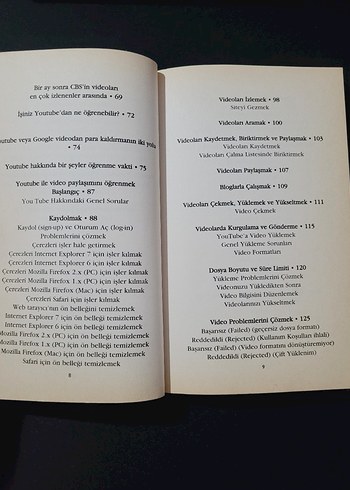 Bir ay sonra CBS'in videoları
en çok izlenenler arasında • 69
İşiniz Youtube'dan ne öğrenebilir? • 72
outube veya Google videodan para kaldırmanın iki yolu
• 74
Youtube hakkında bir şeyler öğrenme vakti • 75
Youtube ile video paylaşımını öğrenmek
Başlangıç • 87
You Tube Hakkındaki Genel Sorular
Kaydolmak • 88
Kaydol (sign-up) ve Oturum Aç (log-in)
Problemlerini çözmek
Çerezleri işler hale getirmek
Çerezleri Internet Explorer 7 için işler kılmak
Çerezleri Internet Explorer 6 için işler kılmak
Çerezleri Mozilla Firefox 2.x (PC) için işler kılmak
Çerezleri Mozilla Firefox 1.x (PC) için işler kılmak
Çerezleri Mozilla Firefox (Mac) için işler kılmak
Çerezleri Safari için işler kılmak
Web tarayıcı'nın ön belleğini temizlemek
Internet Explorer 7 için ön belleği temizlemek
Internet Explorer 6 için ön belleği temizlemek
Mozilla Firefox 2.x (PC) için ön belleği temizlemek
Mozilla Firefox 1.x (PC) için ön belleği temizlemek
Mozilla Firefox (Mac) için ön belleği temizlemek
Safari için ön belleği temizlemek
8
Videoları İzlemek • 98
Siteyi Gezmek
Videoları Aramak • 100
Videoları Kaydetmek, Biriktirmek ve Paylaşmak • 103
Videoları Kaydetmek
Videoları Çalma Listesinde Biriktirmek
Videoları Paylaşmak • 107
Bloglarla Çalışmak • 109
Videoları Çekmek, Yüklemek ve Yükseltmek • 111
Video Çekmek
Videolarda Kurgulama ve Gönderme • 115
YouTube'a Video Yüklemek
Genel Yükleme Sorunları
Video Formatları
Dosya Boyutu ve Süre Limiti • 120
Yükleme Problemlerini Çözmek
Videonuzu Yükledikten Sonra
Video Bilgisini Düzenlemek
Videolarınızı Yükseltmek
Video Problemlerini Çözmek • 125
Başarısız (Failed) (geçersiz dosya formatı)
Reddedildi (Rejected) (Kullanım Koşulları ihlali)
Başarısız (Failed) (Video formatını dönüştüremiyor)
Reddedildi (Rejected) (Çift Yüklenim)
9